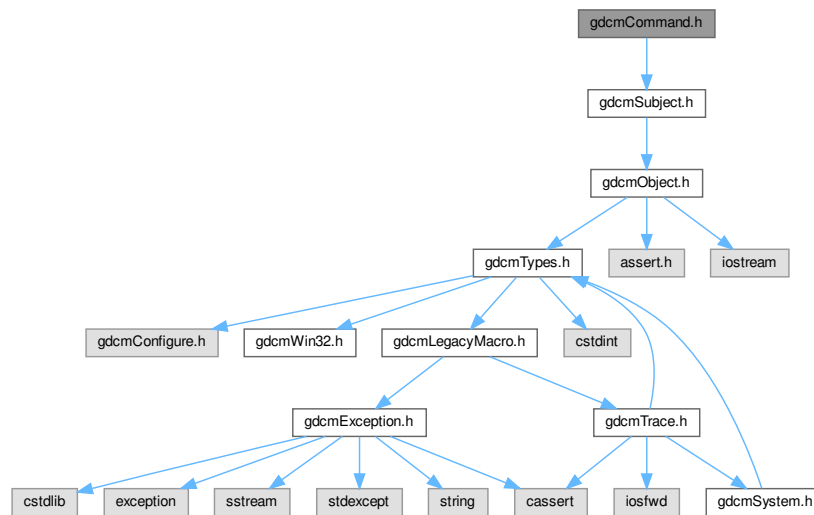 gdcmCommand.h
gdcmSubject.h
gdcmObject.h
gdcmTypes.h
assert.h
iostream
gdcmConfigure.h
gdcmWin32.h
gdcmLegacyMacro.h
cstdint
gdcmException.h
gdcmTrace.h
cstdlib
exception
sstream
stdexcept
string
cassert
iosfwd
gdcmSystem.h